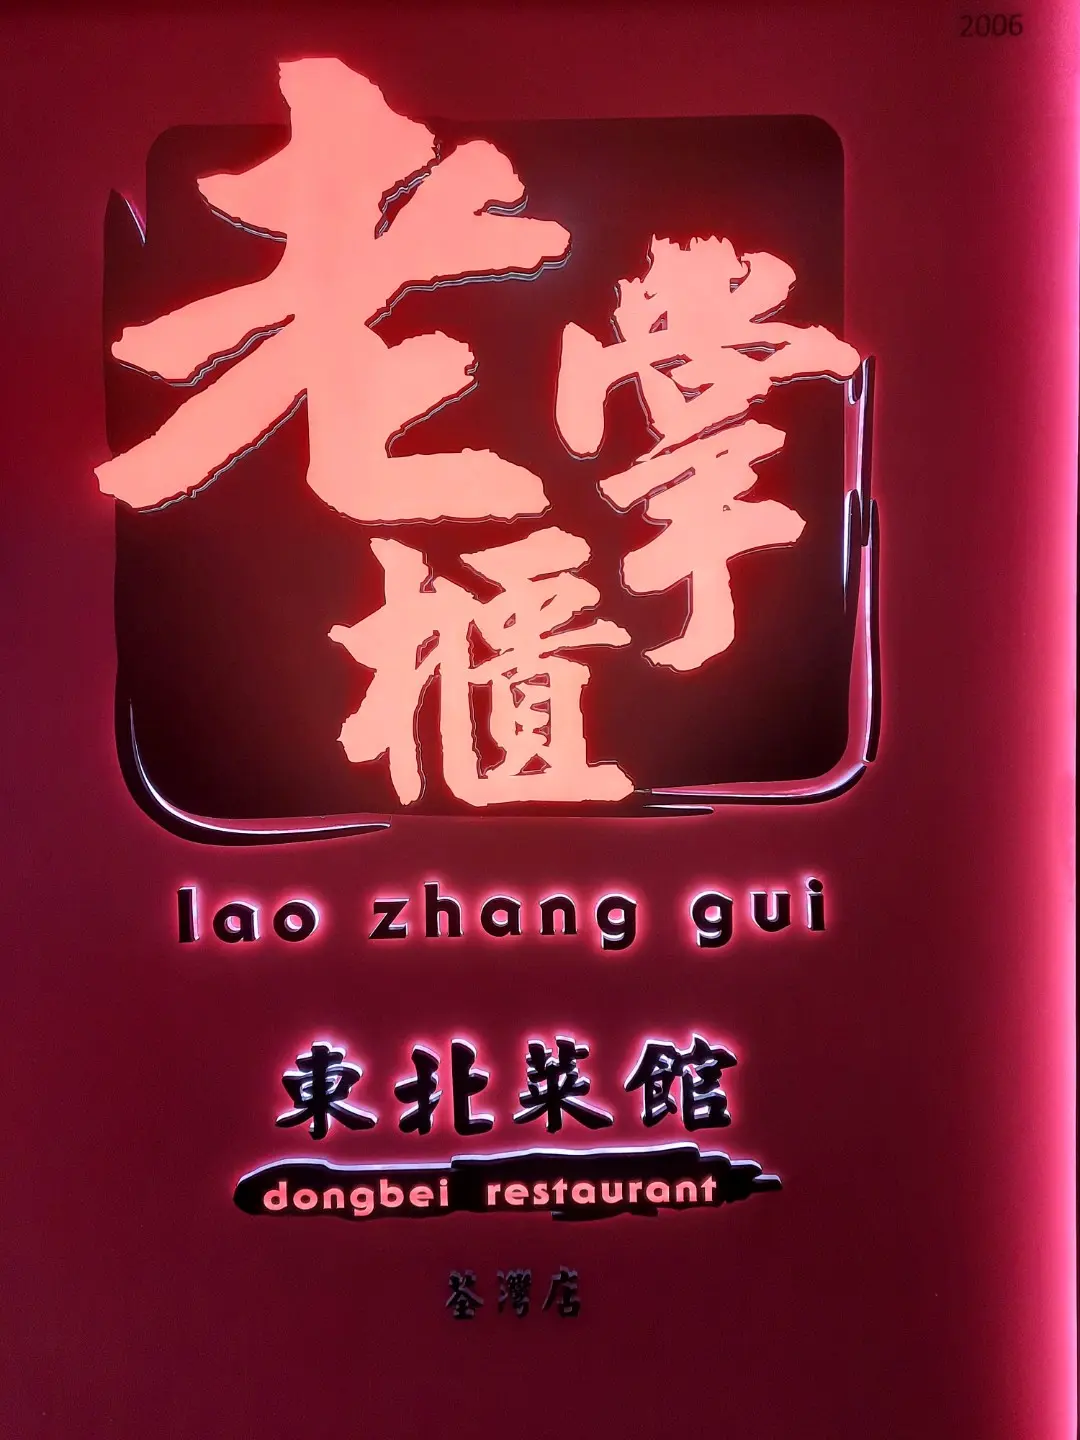 2006
老掌櫃
lao zhang gui
東北菜館
dongbei restaurant
荃灣店